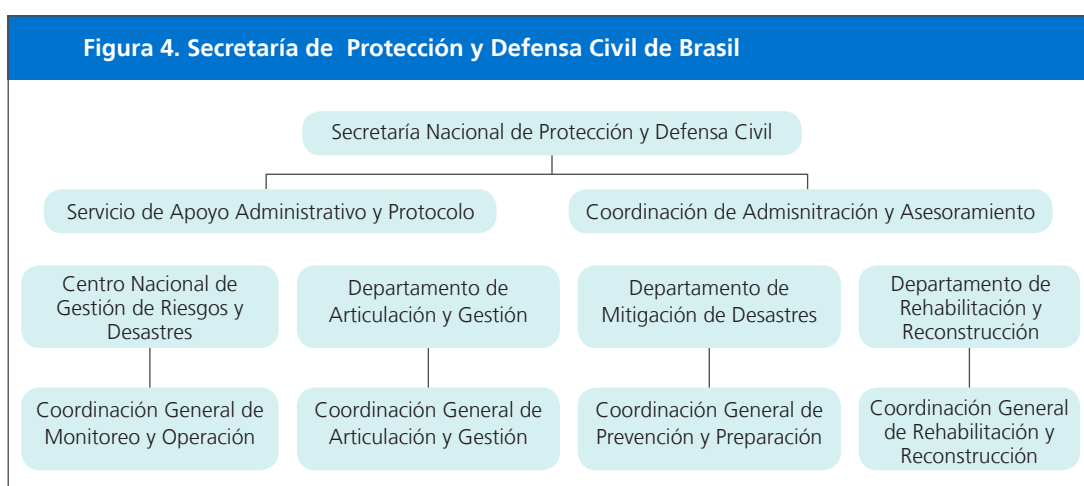 Figura 4. Secretaría de Protección y Defensa Civil de Brasil
Secretaría Nacional de Protección y Defensa Civil
Servicio de Apoyo Administrativo y Protocolo
Coordinación de Admisnitración y Asesoramiento
Centro Nacional de
Gestión de Riesgos y
Desastres
Departamento de
Articulación y Gestión
Departamento de
Mitigación de Desastres
Departamento de
Rehabilitación y
Reconstrucción
Coordinación General de
Monitoreo y Operación
Coordinación General de
Articulación y Gestión
Coordinación General de
Prevención y Preparación
Coordinación General
de Rehabilitación y
Reconstrucción